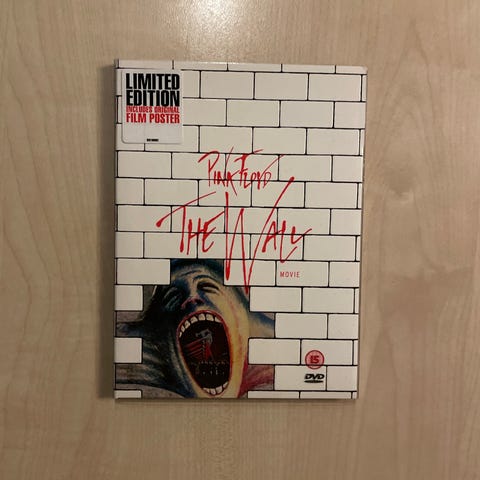 LIMITED
EDITION
INCLUDES ORIGINAL
FILM POSTER
PINK FLOYD
THE WALL
MOVIE
15
DVD